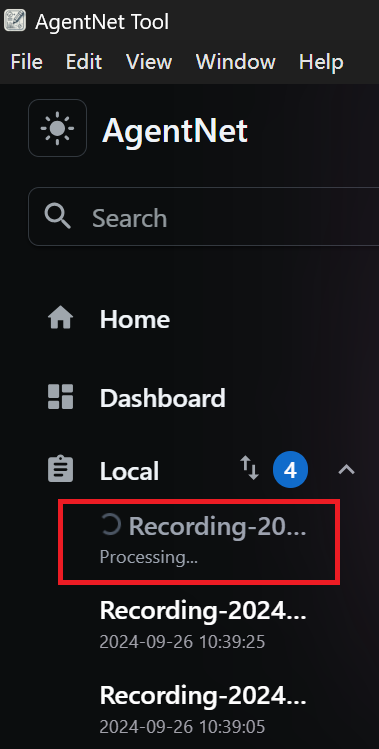 AgentNet Tool
File Edit View Window Help
AgentNet
Search
Home
Dashboard
Local 4
Recording-20...
Processing...
Recording-2024...
2024-09-26 10:39:25
Recording-2024...
2024-09-26 10:39:05